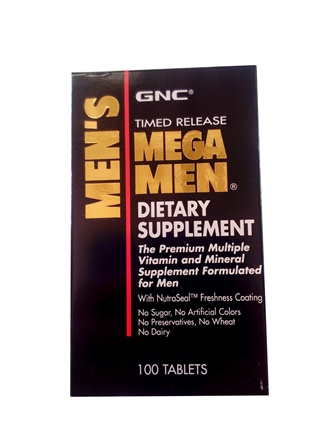 MEN'S
GNC®
TIMED RELEASE
MEGA
MEN®
DIETARY
SUPPLEMENT
The Premium Multiple
Vitamin and Mineral
Supplement Formulated
for Men
With NutraSeal™ Freshness Coating
No Sugar, No Artificial Colors
No Preservatives, No Wheat
No Dairy
100 TABLETS